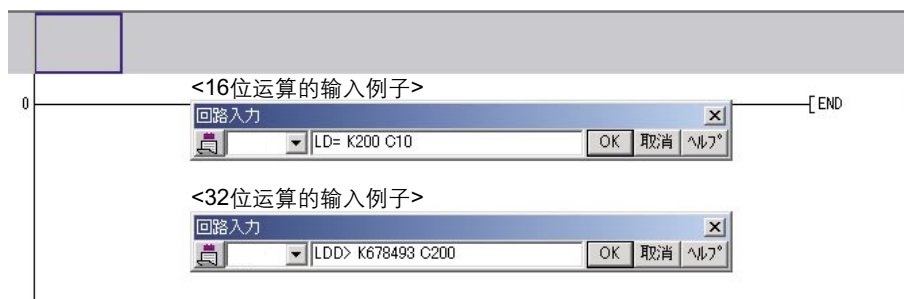 <16位运算的输入例子>
0 [ END
回路入力
LD= K200 C10 OK 取消 ﾍﾙﾌﾟ
<32位运算的输入例子>
回路入力
LDD> K678493 C200 OK 取消 ﾍﾙﾌﾟ